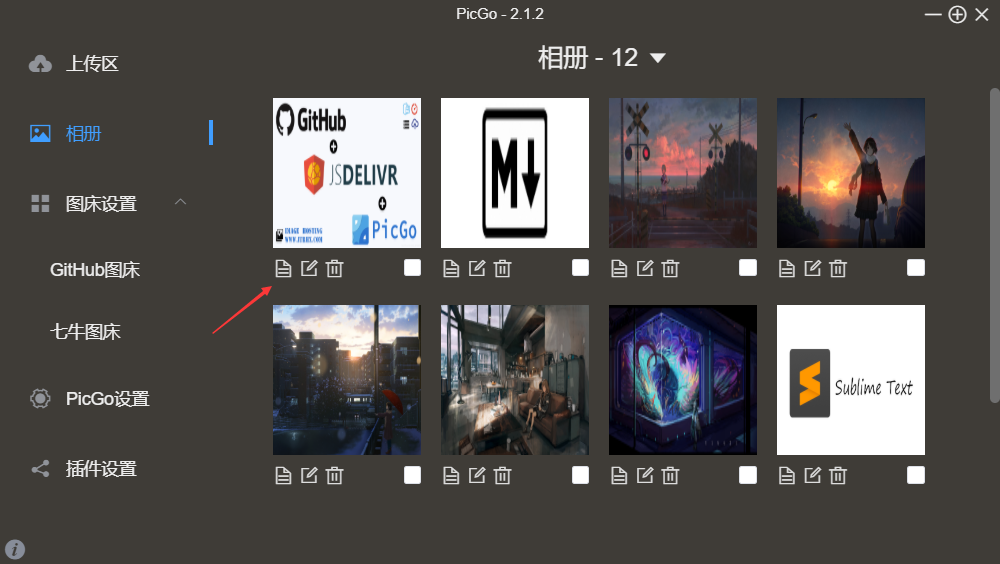 PicGo - 2.1.2
上传区
相册
图床设置
GitHub图床
七牛图床
PicGo设置
插件设置
相册 - 12
GitHub
JSDELIVR
PicGo
IMAGE HOSTING
M
Sublime Text